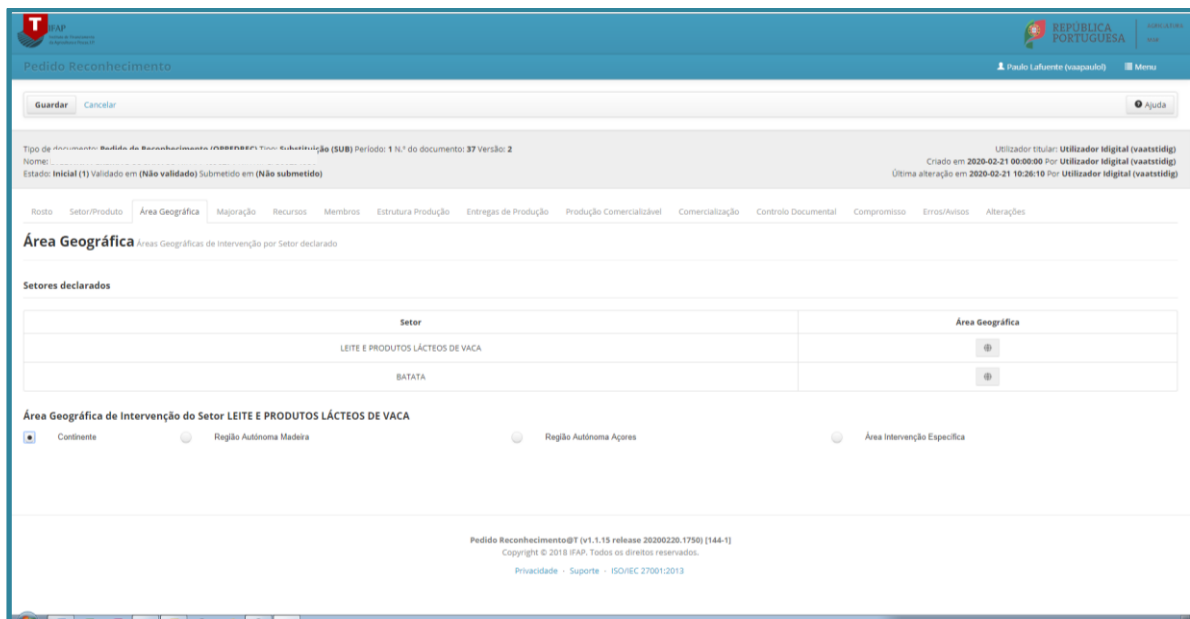 T IFAP
REPÚBLICA
PORTUGUESA
AGRICULTURA
Pedido Reconhecimento
Paulo Lafuente (vaapaulol) Menu
Guardar Cancelar Ajuda
Tipo de documento: Pedido de Reconhecimento (OPPEDREC) Tipo: Substituição (SUB) Período: 1 N.º do documento: 37 Versão: 2
Utilizador titular: Utilizador Idigital (vaatstidig)
Nome:
Criado em 2020-02-21 00:00:00 Por Utilizador Idigital (vaatstidig)
Estado: Inicial (1) Validado em (Não validado) Submetido em (Não submetido)
Última alteração em 2020-02-21 10:26:10 Por Utilizador Idigital (vaatstidig)
Rosto Setor/Produto Área Geográfica Majoração Recursos Membros Estrutura Produção Entregas de Produção Produção Comercializável Comercialização Controlo Documental Compromisso Erros/Avisos Alterações
Área Geográfica Áreas Geográficas de intervenção por Setor declarado
Setores declarados
Setor Área Geográfica
LEITE E PRODUTOS LÁCTEOS DE VACA
BATATA
Área Geográfica de Intervenção do Setor LEITE E PRODUTOS LÁCTEOS DE VACA
Continente Região Autónoma Madeira Região Autónoma Açores Área Intervenção Específica
Pedido Reconhecimento@T (v1.1.15 release 20200220.1750) [144-1]
Copyright © 2018 IFAP. Todos os direitos reservados.
Privacidade - Suporte - ISO/IEC 27001:2013